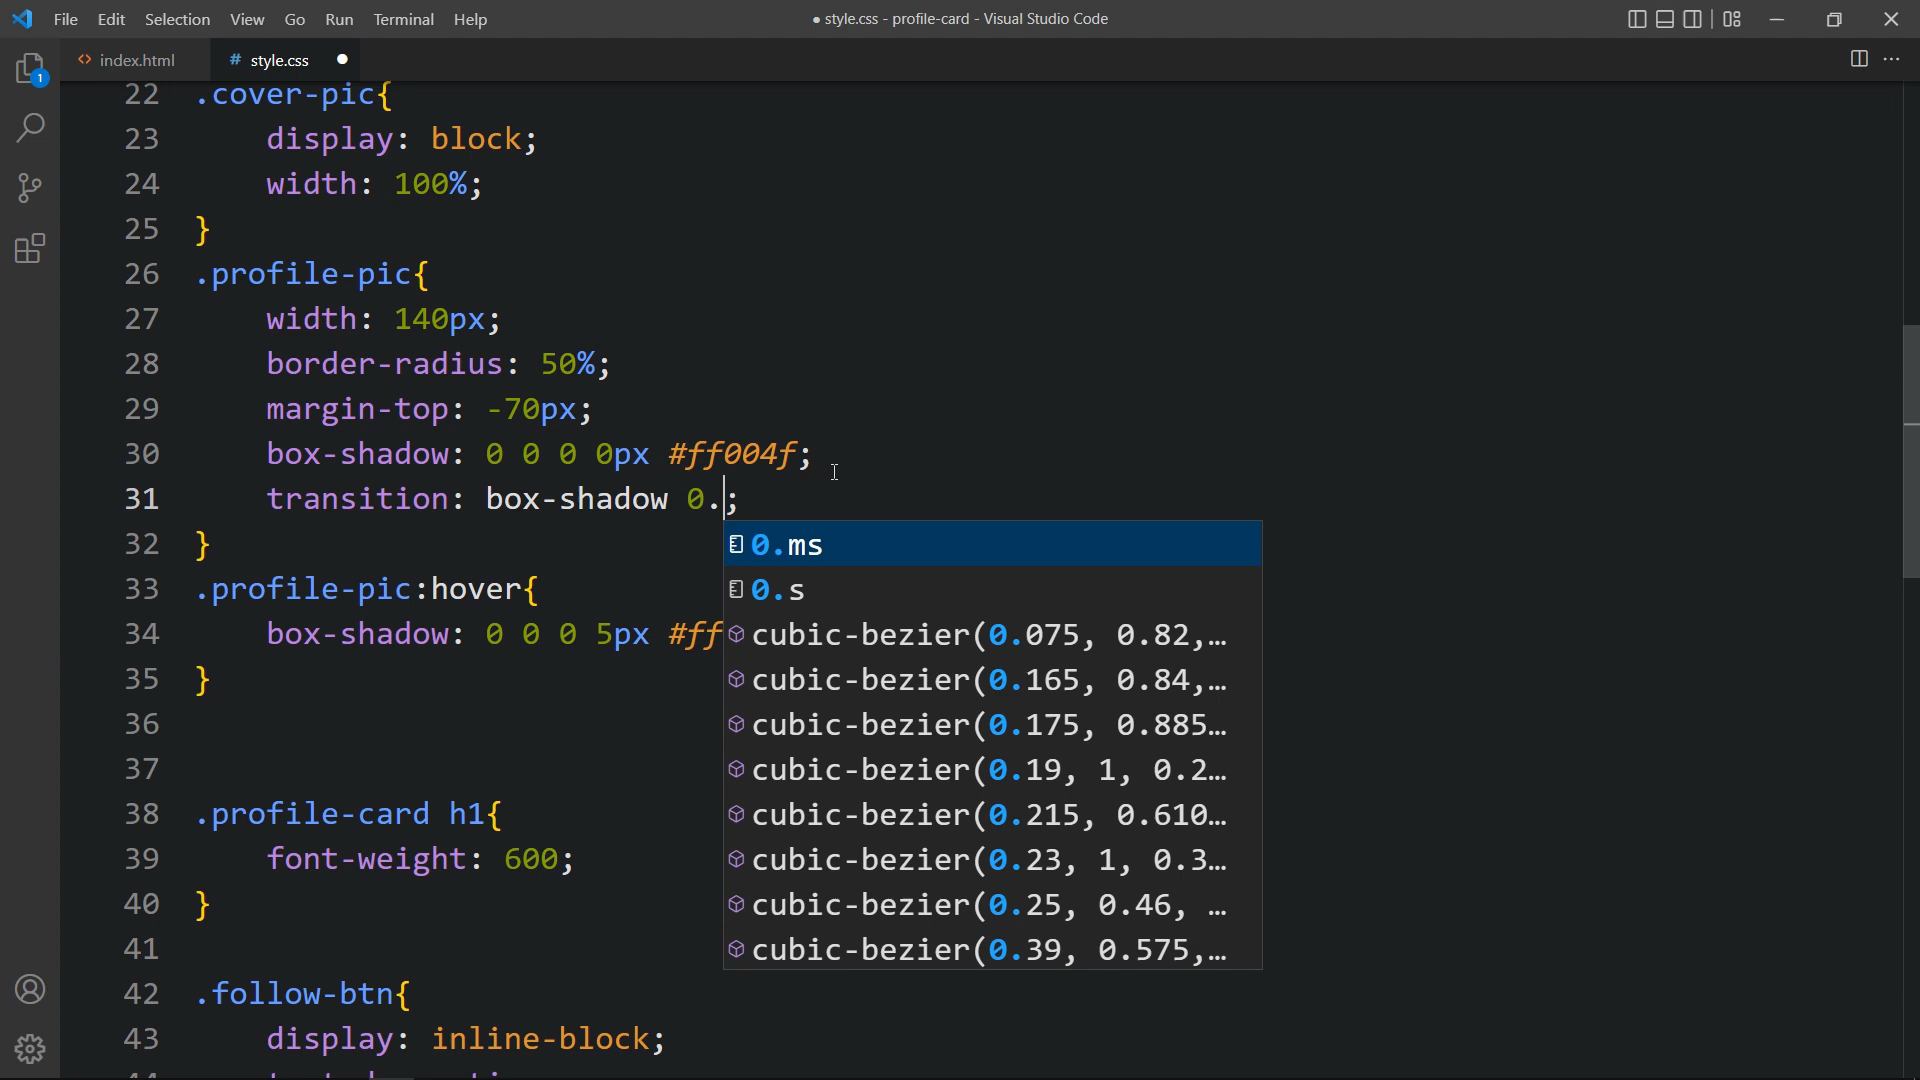 File Edit Selection View Go Run Terminal Help
● style.css - profile-card - Visual Studio Code
1
<> index.html
# style.css ●
22 .cover-pic{
23 display: block;
24 width: 100%;
25 }
26 .profile-pic{
27 width: 140px;
28 border-radius: 50%;
29 margin-top: -70px;
30 box-shadow: 0 0 0 0px #ff004f;
31 transition: box-shadow 0.;
32 }
33 .profile-pic:hover{
34 box-shadow: 0 0 0 5px #ff
35 }
36
37
38 .profile-card h1{
39 font-weight: 600;
40 }
41
42 .follow-btn{
43 display: inline-block;
0.ms
0.s
cubic-bezier(0.075, 0.82,…
cubic-bezier(0.165, 0.84,…
cubic-bezier(0.175, 0.885…
cubic-bezier(0.19, 1, 0.2…
cubic-bezier(0.215, 0.610…
cubic-bezier(0.23, 1, 0.3…
cubic-bezier(0.25, 0.46, …
cubic-bezier(0.39, 0.575,…